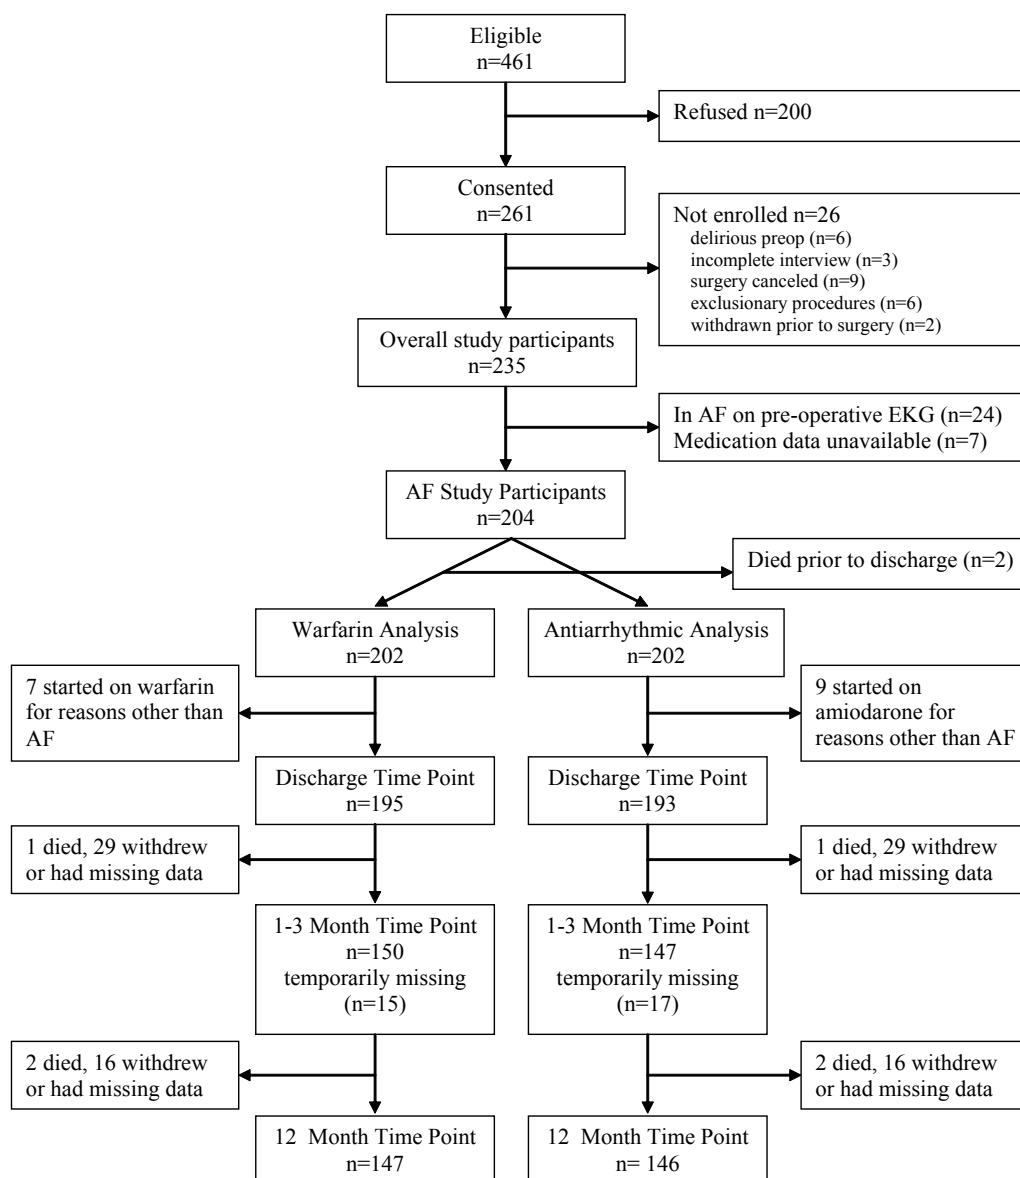 Eligible
n=461
Refused n=200
Consented
n=261
Not enrolled n=26
delirious preop (n=6)
incomplete interview (n=3)
surgery canceled (n=9)
exclusionary procedures (n=6)
withdrawn prior to surgery (n=2)
Overall study participants
n=235
In AF on pre-operative EKG (n=24)
Medication data unavailable (n=7)
AF Study Participants
n=204
Died prior to discharge (n=2)
Warfarin Analysis
n=202
Antiarrhythmic Analysis
n=202
7 started on warfarin
for reasons other than
AF
9 started on
amiodarone for
reasons other than AF
Discharge Time Point
n=195
Discharge Time Point
n=193
1 died, 29 withdrew
or had missing data
1 died, 29 withdrew
or had missing data
1-3 Month Time Point
n=150
temporarily missing
(n=15)
1-3 Month Time Point
n=147
temporarily missing
(n=17)
2 died, 16 withdrew
or had missing data
2 died, 16 withdrew
or had missing data
12 Month Time Point
n=147
12 Month Time Point
n= 146